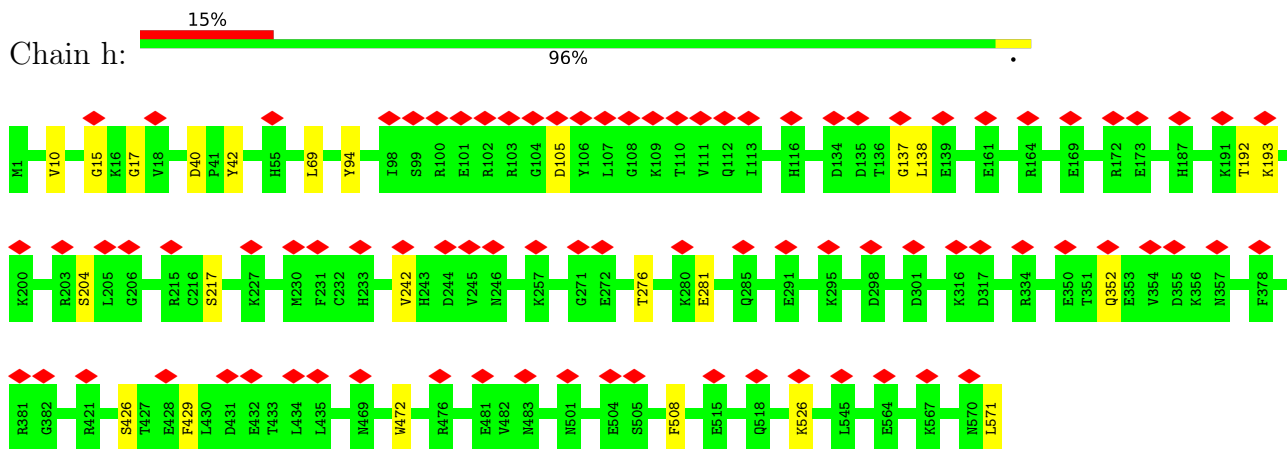 15%
Chain h:
96%
.
M1 V10 G15 K16 G17 V18 D40 P41 Y42 H55 L69 Y94 I98 S99 R100 E101 R102 R103 G104 D105 Y106 L107 G108 K109 T110 V111 Q112 I113 H116 D134 D135 T136 G137 L138 E139 E161 R164 E169 R172 E173 H187 K191 T192 K193
K200 R203 S204 L205 G206 R215 C216 S217 K227 M230 F231 C232 H233 V242 H243 D244 V245 N246 K257 G271 E272 T276 K280 E281 Q285 E291 K295 D298 D301 K316 D317 R334 E350 T351 Q352 E353 V354 D355 K356 N357 F378
R381 G382 R421 S426 T427 E428 F429 L430 D431 E432 T433 L434 L435 N469 W472 R476 E481 V482 N483 N501 E504 S505 F508 E515 Q518 K526 L545 E564 K567 N570 L571